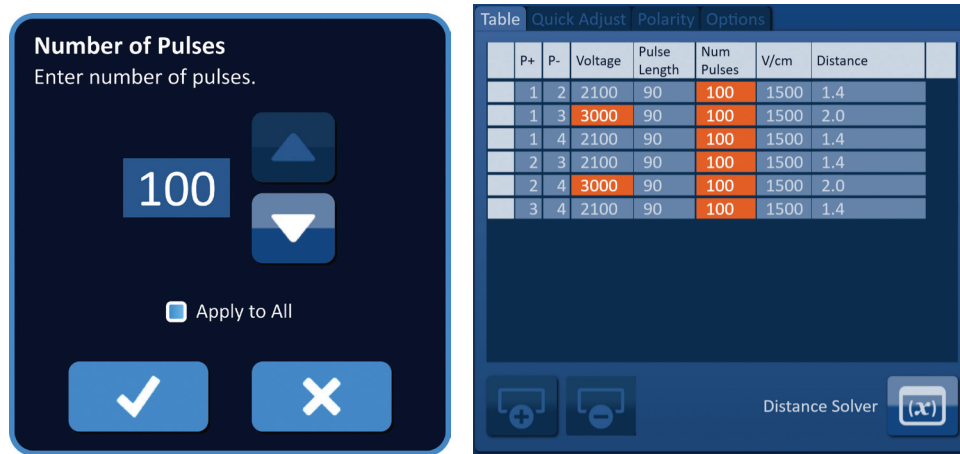 Number of Pulses
Enter number of pulses.
100
Apply to All
Table Quick Adjust Polarity Options
P+ P- Voltage Pulse Length Num Pulses V/cm Distance
1 2 2100 90 100 1500 1.4
1 3 3000 90 100 1500 2.0
1 4 2100 90 100 1500 1.4
2 3 2100 90 100 1500 1.4
2 4 3000 90 100 1500 2.0
3 4 2100 90 100 1500 1.4
Distance Solver (x)